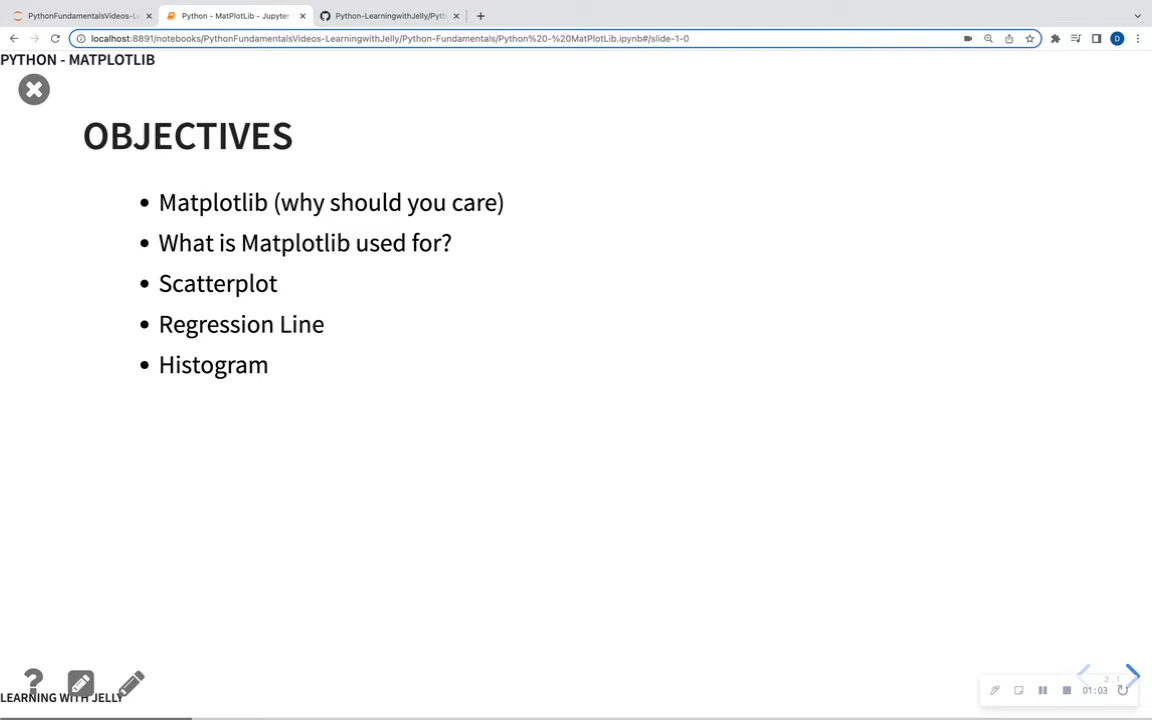 PythonFundamentalsVideos-L
Python - MatPlotLib - Jupyter
Python-LearningwithJelly/Pyth
localhost:8891/notebooks/PythonFundamentalsVideos-LearningwithJelly/Python-Fundamentals/Python%20-%20MatPlotLib.ipynb#/slide-1-0
D
PYTHON - MATPLOTLIB
OBJECTIVES
• Matplotlib (why should you care)
• What is Matplotlib used for?
• Scatterplot
• Regression Line
• Histogram
?
2 1
01:03
LEARNING WITH JELLY